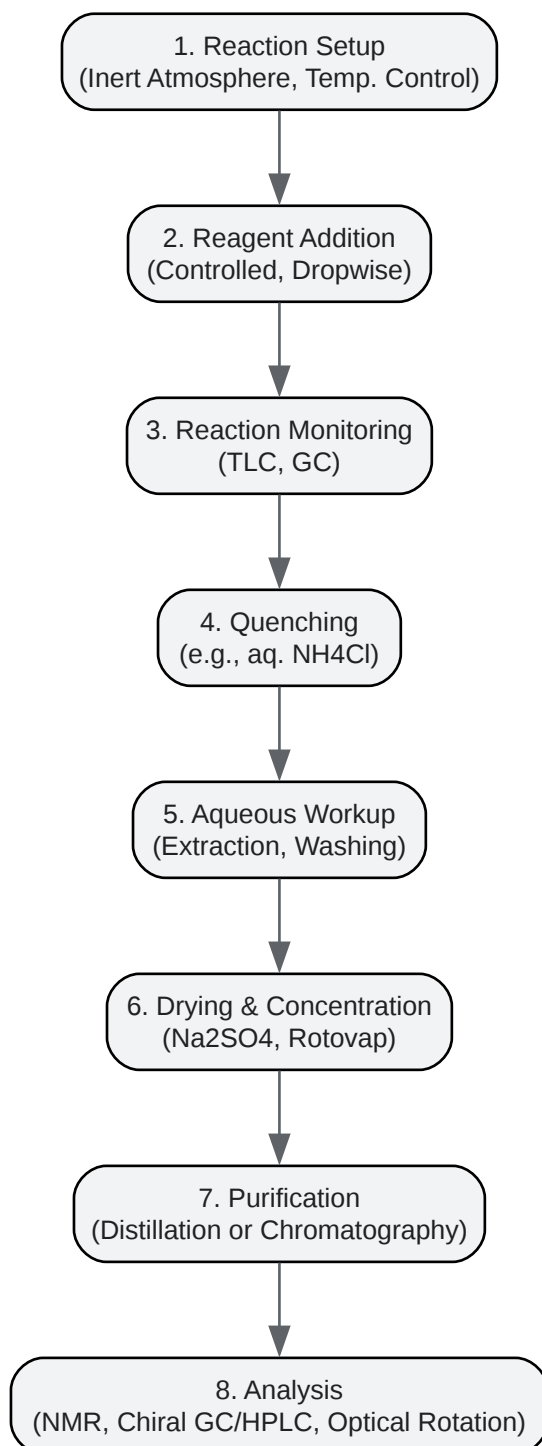 1. Reaction Setup
(Inert Atmosphere, Temp. Control)
2. Reagent Addition
(Controlled, Dropwise)
3. Reaction Monitoring
(TLC, GC)
4. Quenching
(e.g., aq. NH4Cl)
5. Aqueous Workup
(Extraction, Washing)
6. Drying & Concentration
(Na2SO4, Rotovap)
7. Purification
(Distillation or Chromatography)
8. Analysis
(NMR, Chiral GC/HPLC, Optical Rotation)